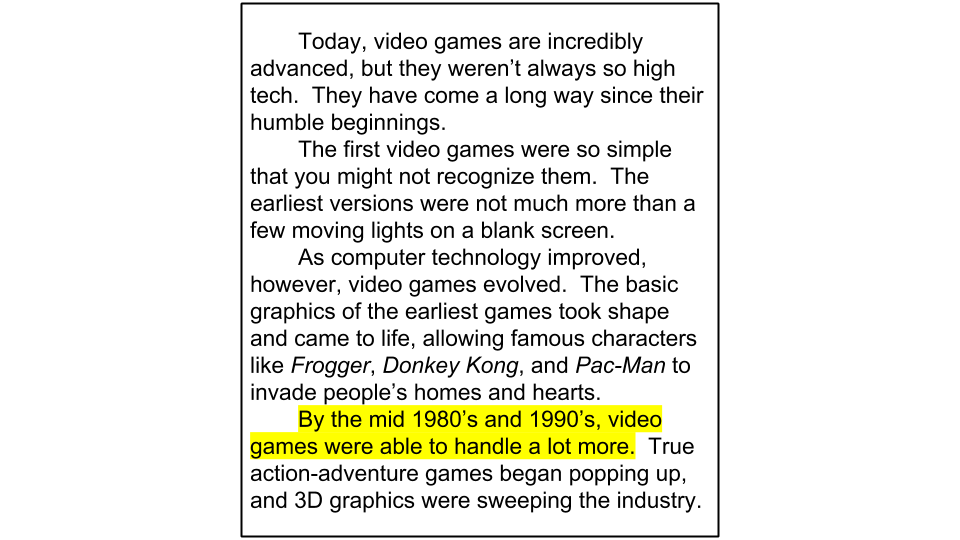 Today, video games are incredibly
advanced, but they weren’t always so high
tech.  They have come a long way since their
humble beginnings.
The first video games were so simple
that you might not recognize them.  The
earliest versions were not much more than a
few moving lights on a blank screen.
As computer technology improved,
however, video games evolved.  The basic
graphics of the earliest games took shape
and came to life, allowing famous characters
like Frogger, Donkey Kong, and Pac-Man to
invade people’s homes and hearts.
By the mid 1980’s and 1990’s, video
games were able to handle a lot more.  True
action-adventure games began popping up,
and 3D graphics were sweeping the industry.